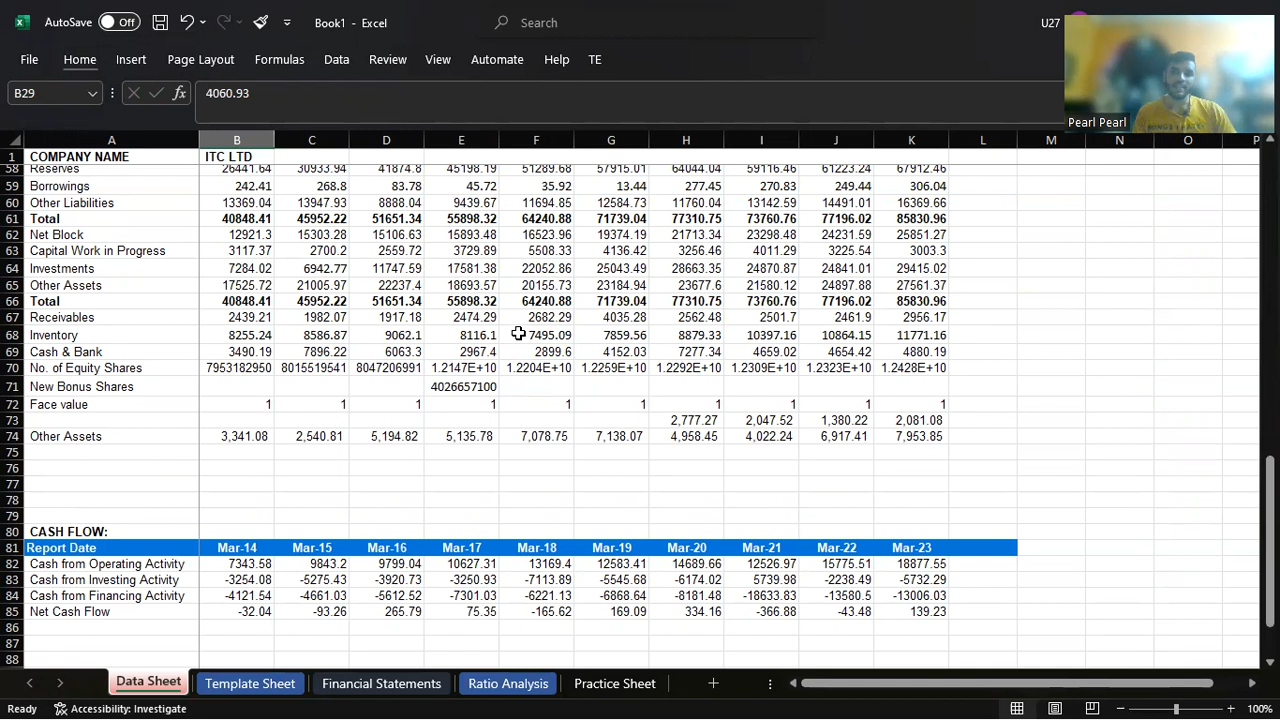 AutoSave Off Book1 - Excel Search U27
File Home Insert Page Layout Formulas Data Review View Automate Help TE
B29 fx 4060.93
Pearl Pearl
A B C D E F G H I J K L M N O P
1 COMPANY NAME ITC LTD
58 Reserves 26441.64 30933.94 41874.8 45198.19 51289.68 57915.01 64044.04 59116.46 61223.24 67912.46
59 Borrowings 242.41 268.8 83.78 45.72 35.92 13.44 277.45 270.83 249.44 306.04
60 Other Liabilities 13369.04 13947.93 8888.04 9439.67 11694.85 12584.73 11760.04 13142.59 14491.01 16369.66
61 Total 40848.41 45952.22 51651.34 55898.32 64240.88 71739.04 77310.75 73760.76 77196.02 85830.96
62 Net Block 12921.3 15303.28 15106.63 15893.48 16523.96 19374.19 21713.34 23298.48 24231.59 25851.27
63 Capital Work in Progress 3117.37 2700.2 2559.72 3729.89 5508.33 4136.42 3256.46 4011.29 3225.54 3003.3
64 Investments 7284.02 6942.77 11747.59 17581.38 22052.86 25043.49 28663.35 24870.87 24841.01 29415.02
65 Other Assets 17525.72 21005.97 22237.4 18693.57 20155.73 23184.94 23677.6 21580.12 24897.88 27561.37
66 Total 40848.41 45952.22 51651.34 55898.32 64240.88 71739.04 77310.75 73760.76 77196.02 85830.96
67 Receivables 2439.21 1982.07 1917.18 2474.29 2682.29 4035.28 2562.48 2501.7 2461.9 2956.17
68 Inventory 8255.24 8586.87 9062.1 8116.1 7495.09 7859.56 8879.33 10397.16 10864.15 11771.16
69 Cash & Bank 3490.19 7896.22 6063.3 2967.4 2899.6 4152.03 7277.34 4659.02 4654.42 4880.19
70 No. of Equity Shares 7953182950 8015519541 8047206991 1.2147E+10 1.2204E+10 1.2259E+10 1.2292E+10 1.2309E+10 1.2323E+10 1.2428E+10
71 New Bonus Shares 4026657100
72 Face value 1 1 1 1 1 1 1 1 1 1
73 2,777.27 2,047.52 1,380.22 2,081.08
74 Other Assets 3,341.08 2,540.81 5,194.82 5,135.78 7,078.75 7,138.07 4,958.45 4,022.24 6,917.41 7,953.85
75
76
77
78
79
80 CASH FLOW:
81 Report Date Mar-14 Mar-15 Mar-16 Mar-17 Mar-18 Mar-19 Mar-20 Mar-21 Mar-22 Mar-23
82 Cash from Operating Activity 7343.58 9843.2 9799.04 10627.31 13169.4 12583.41 14689.66 12526.97 15775.51 18877.55
83 Cash from Investing Activity -3254.08 -5275.43 -3920.73 -3250.93 -7113.89 -5545.68 -6174.02 5739.98 -2238.49 -5732.29
84 Cash from Financing Activity -4121.54 -4661.03 -5612.52 -7301.03 -6221.13 -6868.64 -8181.48 -18633.83 -13580.5 -13006.03
85 Net Cash Flow -32.04 -93.26 265.79 75.35 -165.62 169.09 334.16 -366.88 -43.48 139.23
86
87
88
Data Sheet Template Sheet Financial Statements Ratio Analysis Practice Sheet
Ready Accessibility: Investigate 100%